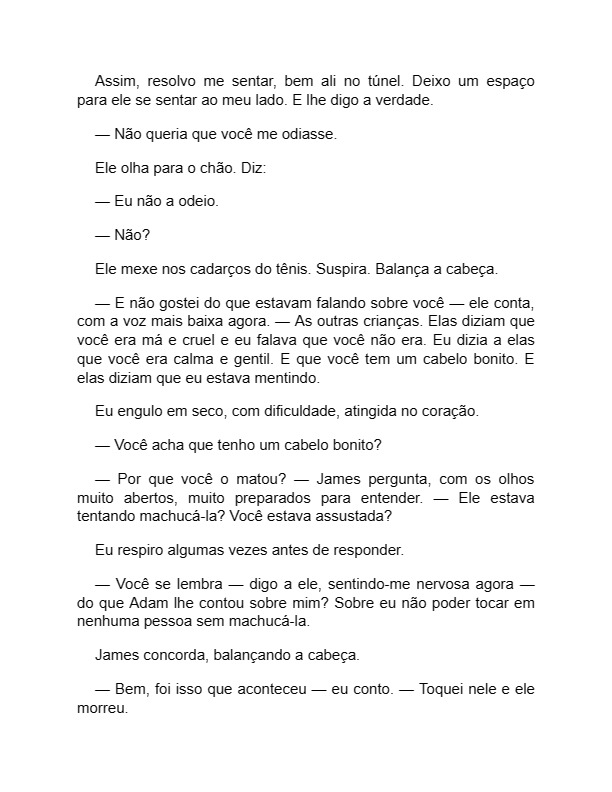 Assim, resolvo me sentar, bem ali no túnel. Deixo um espaço
para ele se sentar ao meu lado. E lhe digo a verdade.
— Não queria que você me odiasse.
Ele olha para o chão. Diz:
— Eu não a odeio.
— Não?
Ele mexe nos cadarços do tênis. Suspira. Balança a cabeça.
— E não gostei do que estavam falando sobre você — ele conta,
com a voz mais baixa agora. — As outras crianças. Elas diziam que
você era má e cruel e eu falava que você não era. Eu dizia a elas
que você era calma e gentil. E que você tem um cabelo bonito. E
elas diziam que eu estava mentindo.
Eu engulo em seco, com dificuldade, atingida no coração.
— Você acha que tenho um cabelo bonito?
— Por que você o matou? — James pergunta, com os olhos
muito abertos, muito preparados para entender. — Ele estava
tentando machucá-la? Você estava assustada?
Eu respiro algumas vezes antes de responder.
— Você se lembra — digo a ele, sentindo-me nervosa agora —
do que Adam lhe contou sobre mim? Sobre eu não poder tocar em
nenhuma pessoa sem machucá-la.
James concorda, balançando a cabeça.
— Bem, foi isso que aconteceu — eu conto. — Toquei nele e ele
morreu.